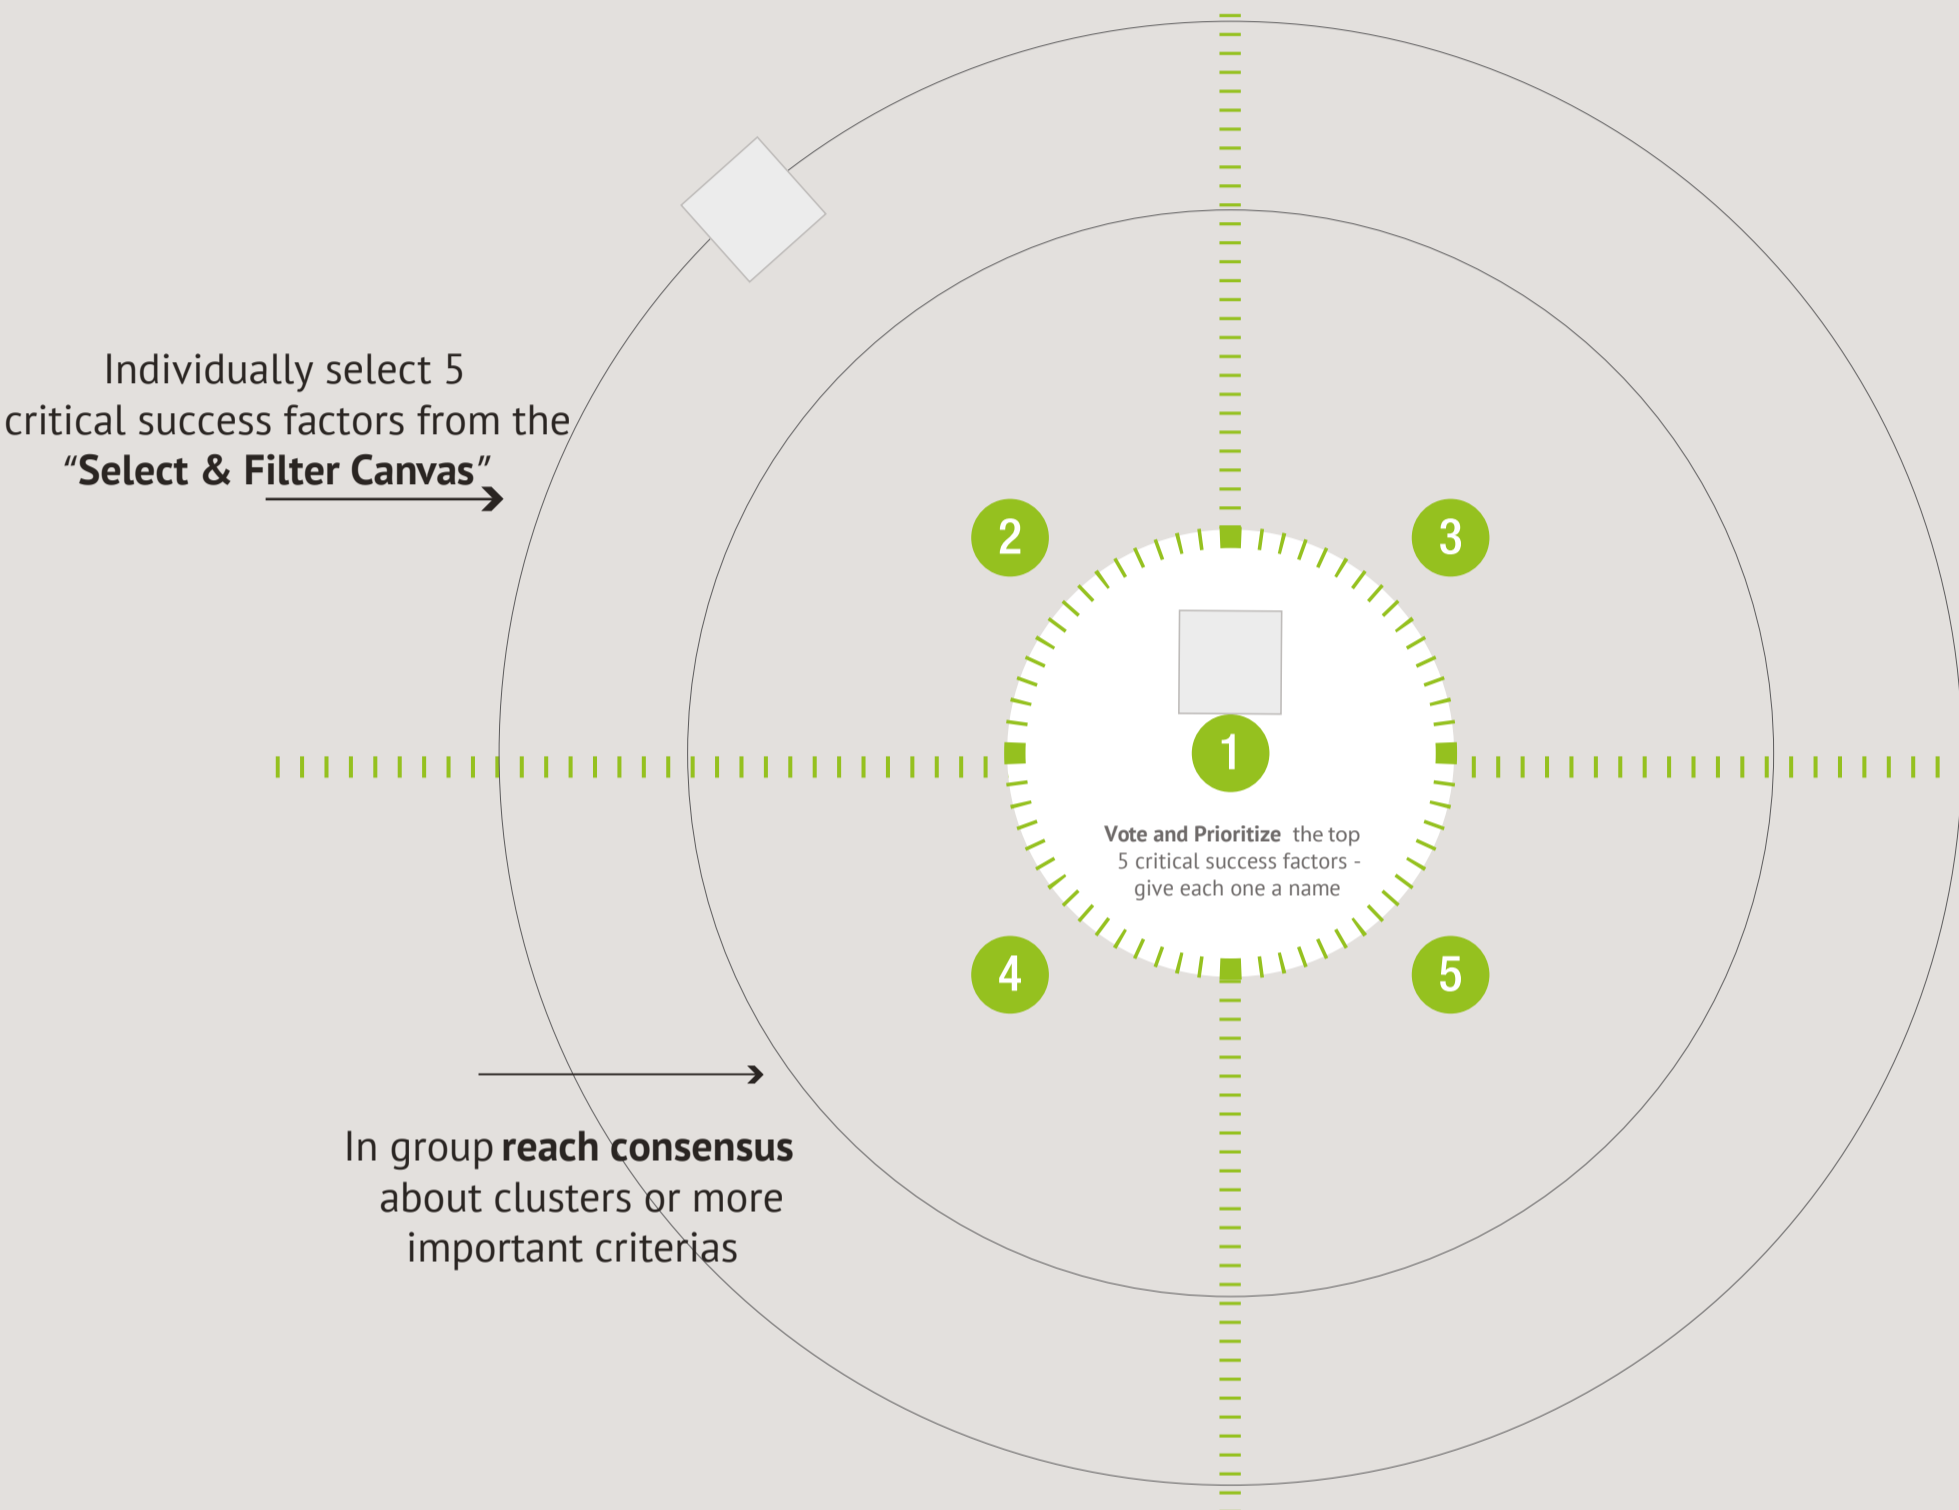 Individually select 5
critical success factors from the
“Select & Filter Canvas”
2
3
1
Vote and Prioritize the top
5 critical success factors -
give each one a name
4
5
In group reach consensus
about clusters or more
important criterias